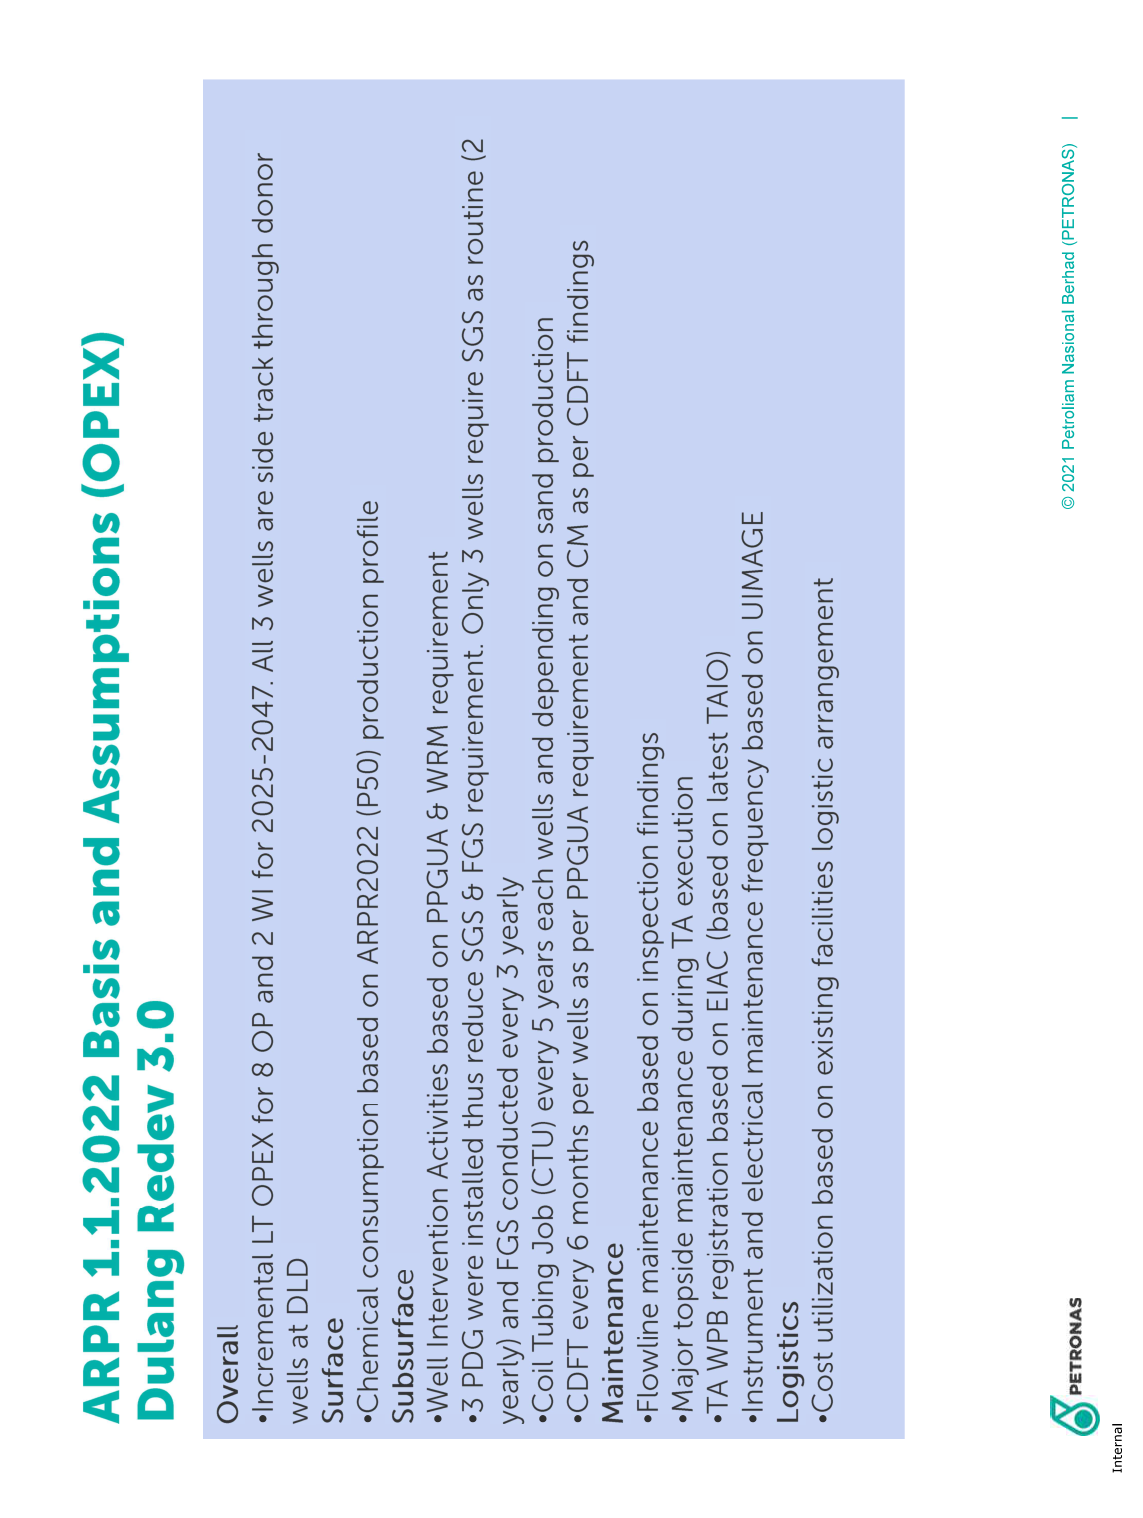 ARPR 1.1.2022 Basis and Assumptions (OPEX)
Dulang Redev 3.0
Overall
•Incremental LT OPEX for 8 OP and 2 WI for 2025-2047. All 3 wells are side track through donor
wells at DLD
Surface
•Chemical consumption based on ARPR2022 (P50) production profile
Subsurface
•Well Intervention Activities based on PPGUA & WRM requirement
•3 PDG were installed thus reduce SGS & FGS requirement. Only 3 wells require SGS as routine (2
yearly) and FGS conducted every 3 yearly
•Coil Tubing Job (CTU) every 5 years each wells and depending on sand production
•CDFT every 6 months per wells as per PPGUA requirement and CM as per CDFT findings
Maintenance
•Flowline maintenance based on inspection findings
•Major topside maintenance during TA execution
•TA WPB registration based on EIAC (based on latest TAIO)
•Instrument and electrical maintenance frequency based on UIMAGE
Logistics
•Cost utilization based on existing facilities logistic arrangement
PETRONAS
© 2021 Petroliam Nasional Berhad (PETRONAS) |
Internal